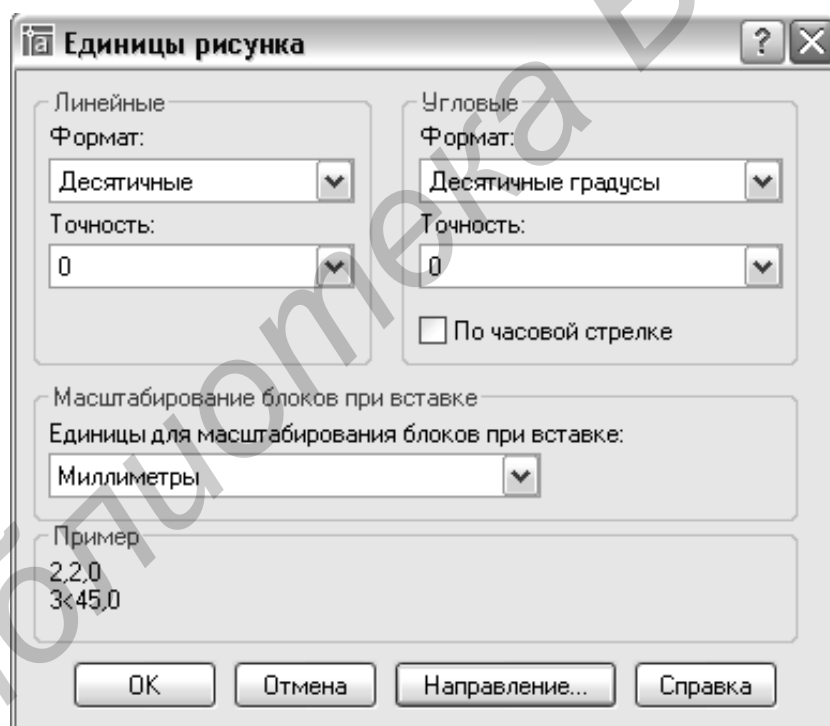 Единицы рисунка
Линейные
Формат:
Десятичные
Точность:
0
Угловые
Формат:
Десятичные градусы
Точность:
0
По часовой стрелке
Масштабирование блоков при вставке
Единицы для масштабирования блоков при вставке:
Миллиметры
Пример
2,2,0
3<45,0
OK
Отмена
Направление...
Справка